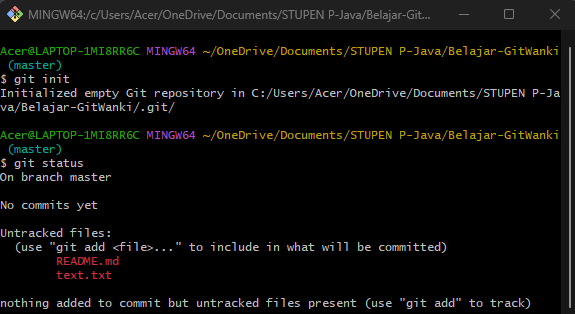 MINGW64:/c/Users/Acer/OneDrive/Documents/STUPEN P-Java/Belajar-Git...
Acer@LAPTOP-1MI8RR6C MINGW64 ~/OneDrive/Documents/STUPEN P-Java/Belajar-GitWanki
(master)
$ git init
Initialized empty Git repository in C:/Users/Acer/OneDrive/Documents/STUPEN P-Ja
va/Belajar-GitWanki/.git/
Acer@LAPTOP-1MI8RR6C MINGW64 ~/OneDrive/Documents/STUPEN P-Java/Belajar-GitWanki
(master)
$ git status
On branch master
No commits yet
Untracked files:
(use "git add <file>..." to include in what will be committed)
README.md
text.txt
nothing added to commit but untracked files present (use "git add" to track)